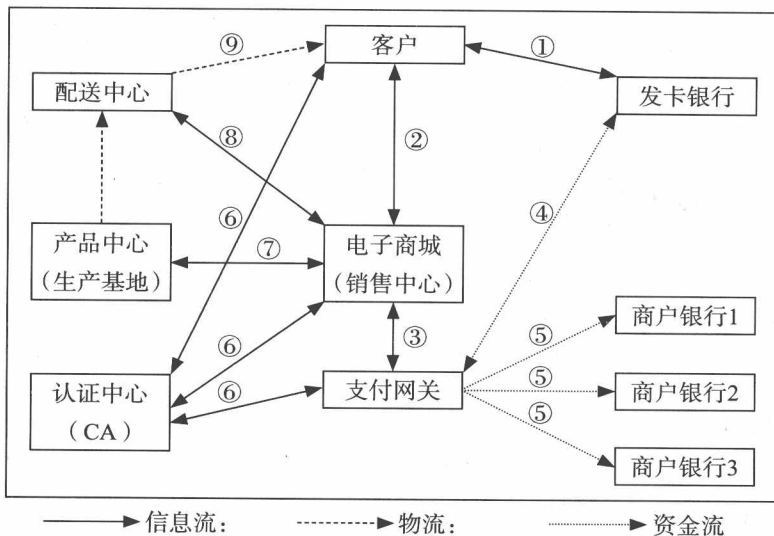 ⑨
客户
①
配送中心
发卡银行
⑧
②
⑥
④
产品中心
（生产基地）
⑦
电子商城
（销售中心）
商户银行1
⑥
③
⑤
认证中心
（CA）
⑥
支付网关
⑤
商户银行2
⑤
商户银行3
信息流：
物流：
资金流